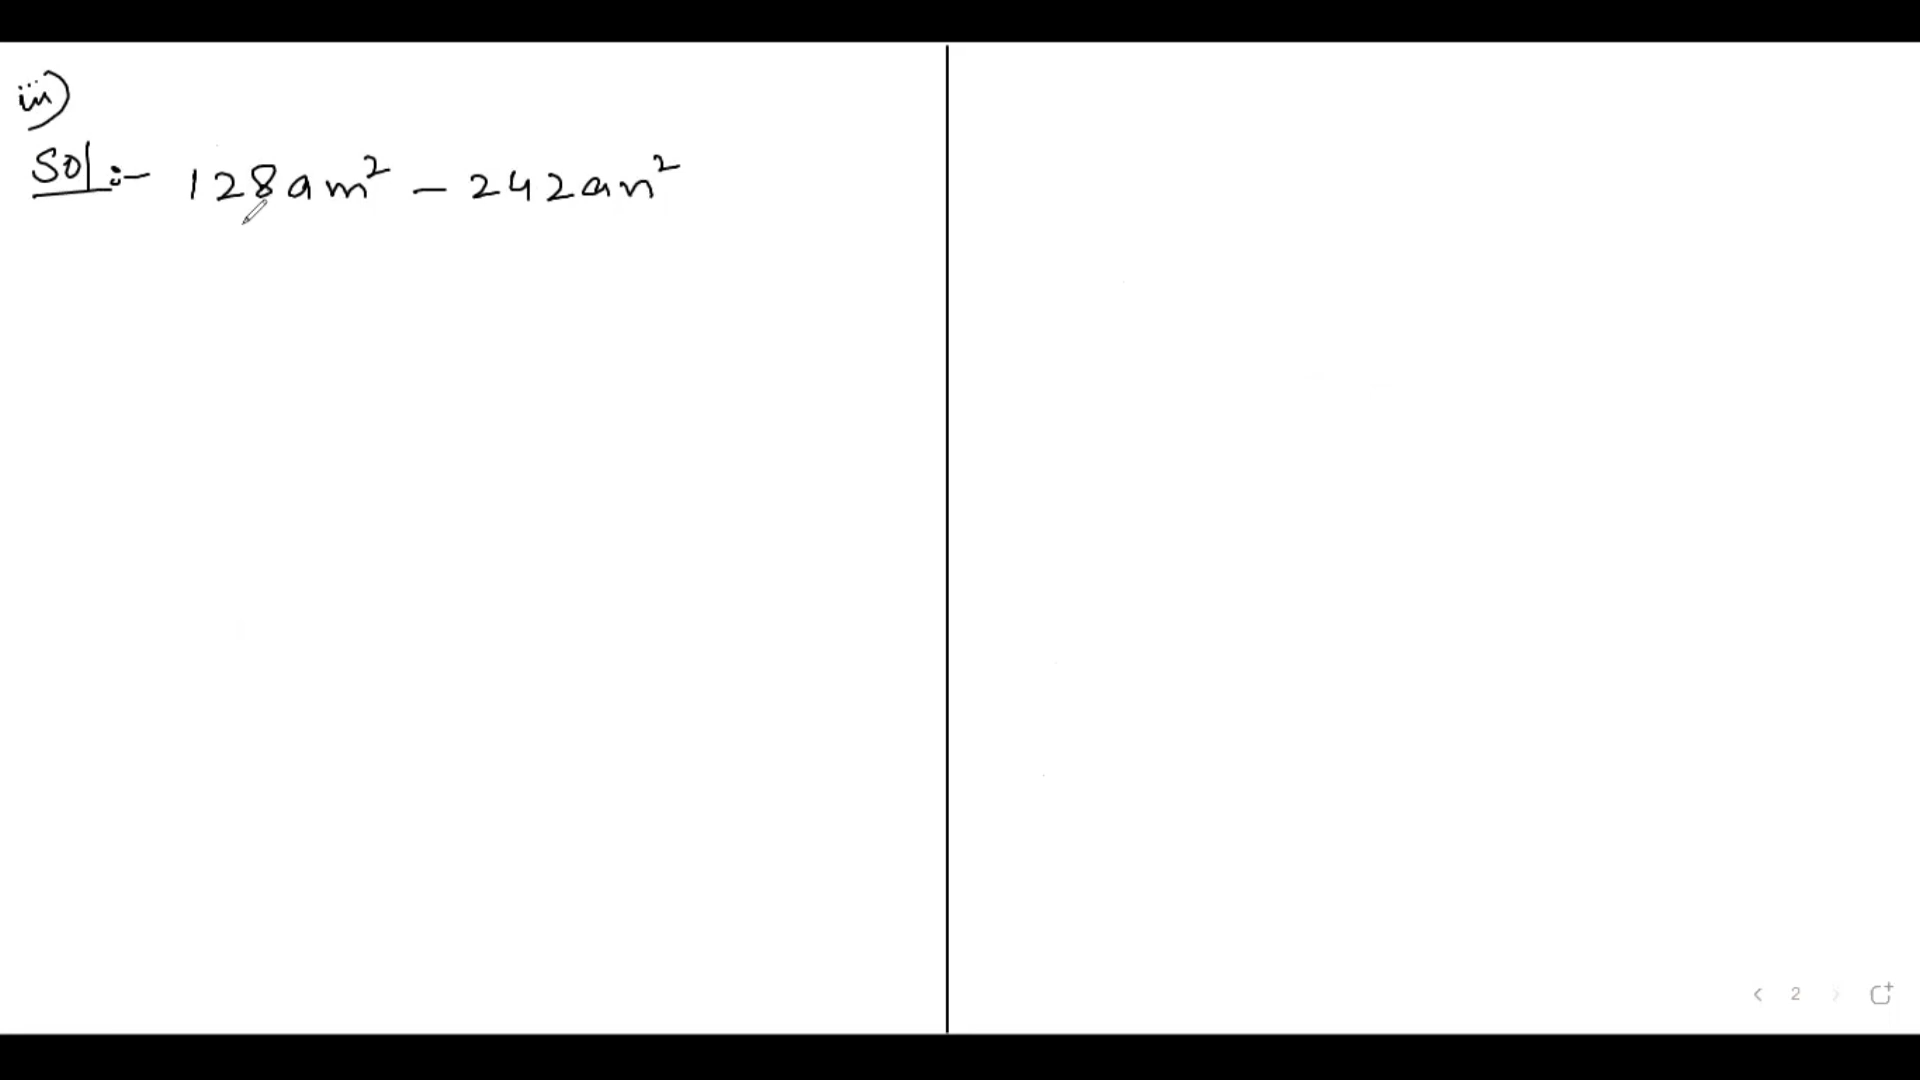 iii)
Sol:- 128am² - 242an²
< 2 >